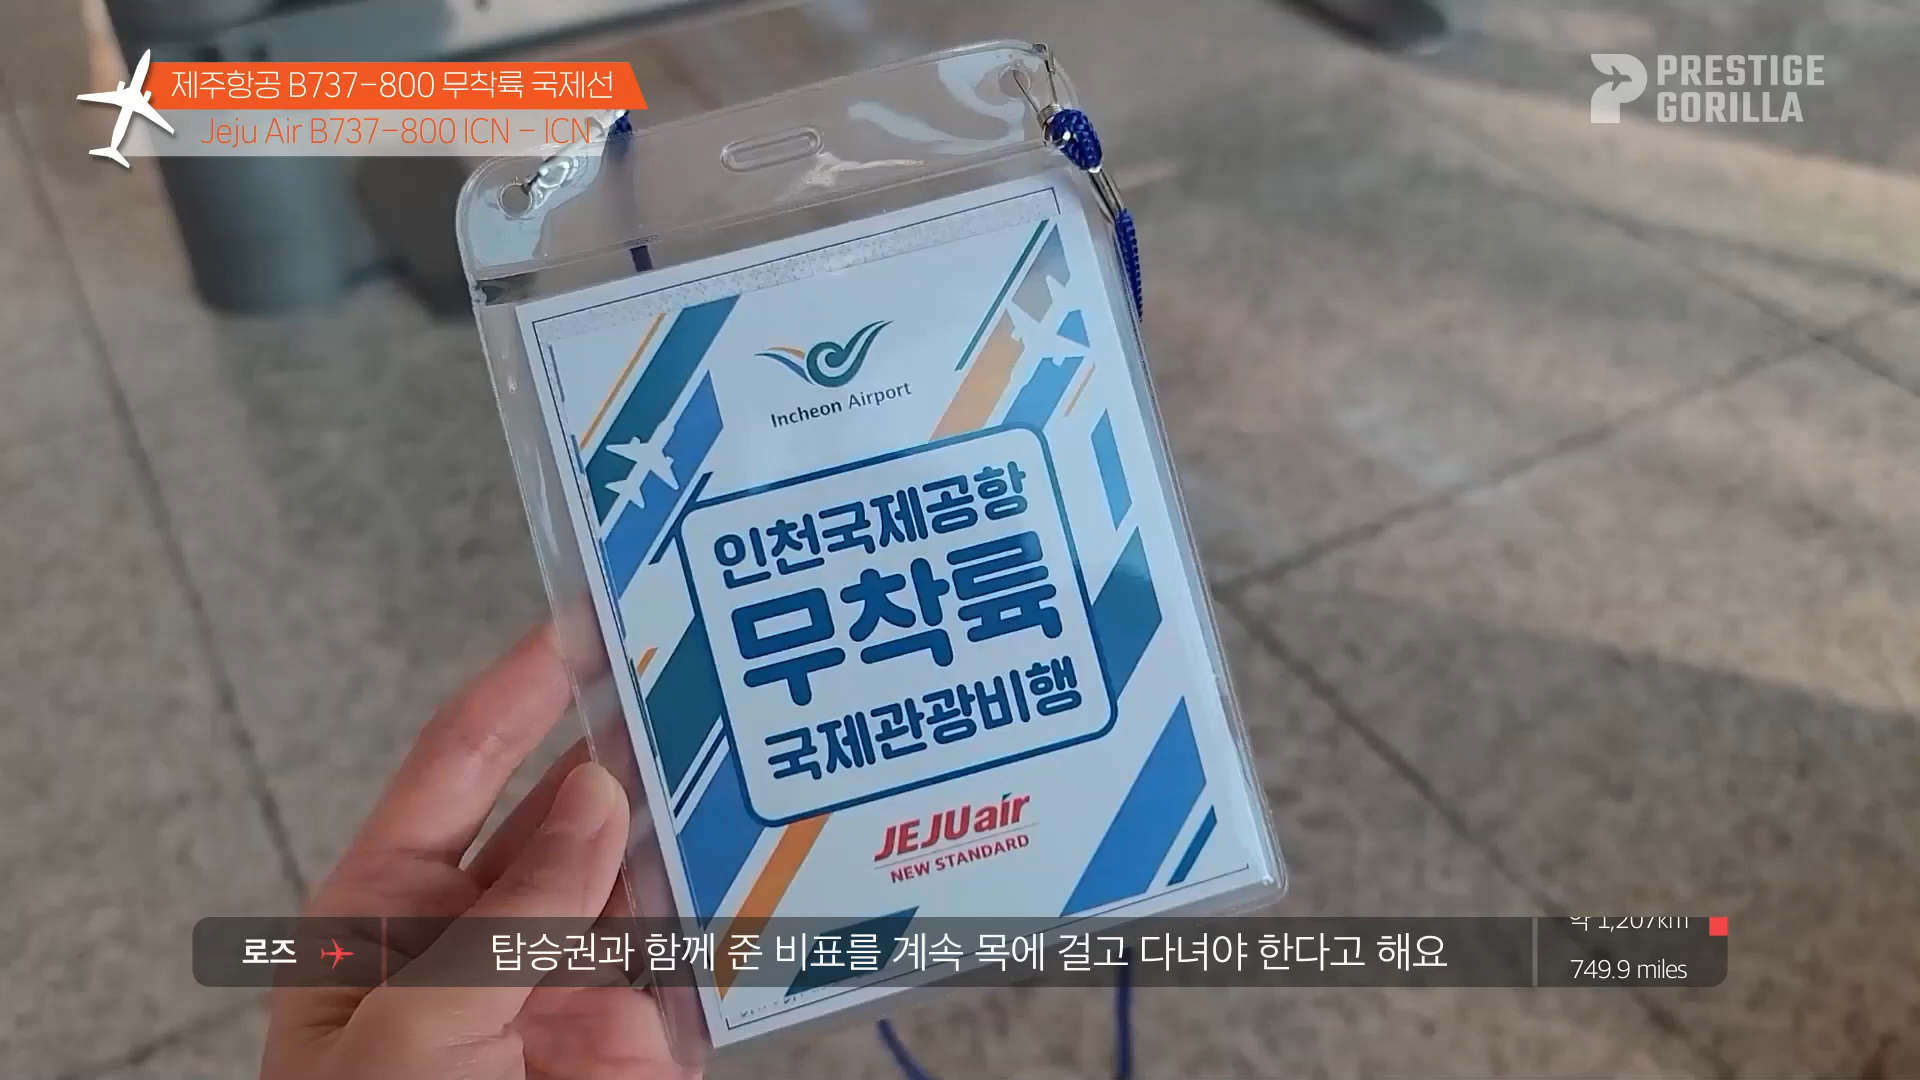 제주항공 B737-800 무착륙 국제선
Jeju Air B737-800 ICN - ICN
PRESTIGE
GORILLA
Incheon Airport
인천국제공항
무착륙
국제관광비행
JEJUair
NEW STANDARD
로즈
탑승권과 함께 준 비표를 계속 목에 걸고 다녀야 한다고 해요
약 1,207km
749.9 miles